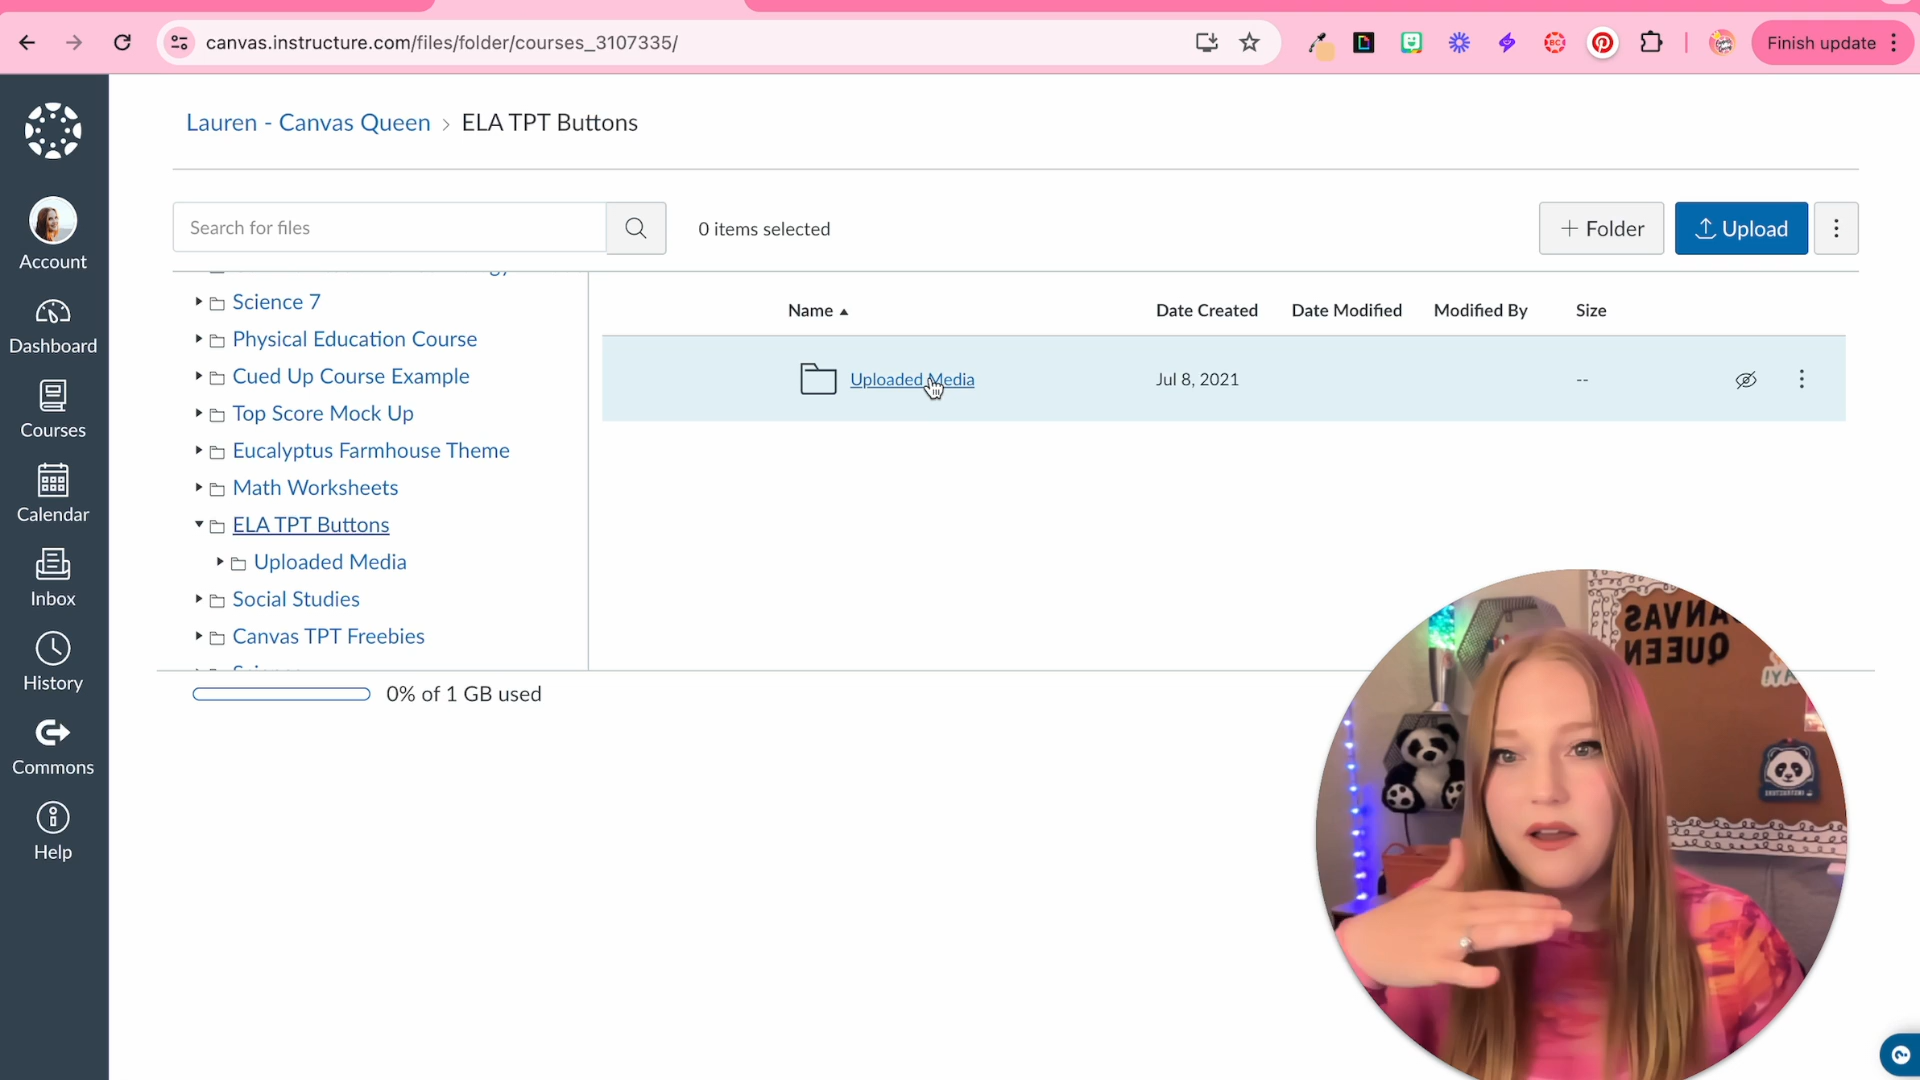 canvas.instructure.com/files/folder/courses_3107335/
Finish update
Lauren - Canvas Queen › ELA TPT Buttons
Search for files
0 items selected
+ Folder
Upload
Account
Dashboard
Courses
Calendar
Inbox
History
Commons
Help
Science 7
Physical Education Course
Cued Up Course Example
Top Score Mock Up
Eucalyptus Farmhouse Theme
Math Worksheets
ELA TPT Buttons
Uploaded Media
Social Studies
Canvas TPT Freebies
Name
Date Created
Date Modified
Modified By
Size
Uploaded Media
Jul 8, 2021
--
0% of 1 GB used
CANVAS
QUEEN